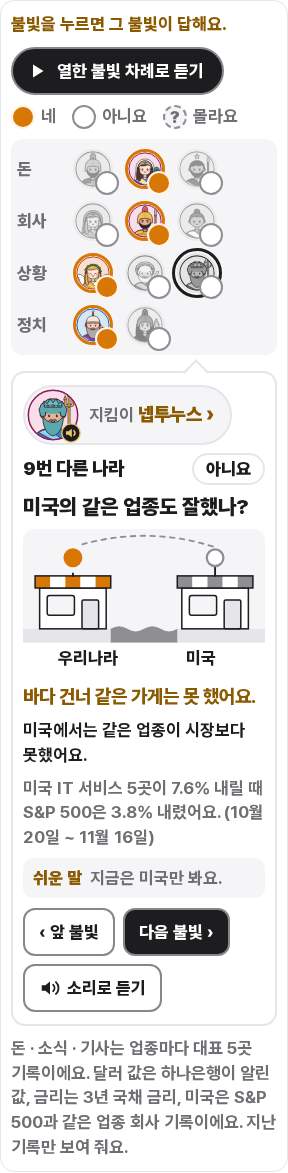 불빛을 누르면 그 불빛이 답해요.
▶ 열한 불빛 차례로 듣기
네 아니요 ? 몰라요
돈
회사
상황
정치
지킴이 넵투누스 ›
9번 다른 나라 아니요
미국의 같은 업종도 잘했나?
우리나라 미국
바다 건너 같은 가게는 못 했어요.
미국에서는 같은 업종이 시장보다
못했어요.
미국 IT 서비스 5곳이 7.6% 내릴 때
S&P 500은 3.8% 내렸어요. (10월
20일 ~ 11월 16일)
쉬운 말 지금은 미국만 봐요.
‹ 앞 불빛 다음 불빛 ›
소리로 듣기
돈 · 소식 · 기사는 업종마다 대표 5곳
기록이에요. 달러 값은 하나은행이 알린
값, 금리는 3년 국채 금리, 미국은 S&P
500과 같은 업종 회사 기록이에요. 지난
기록만 보여 줘요.